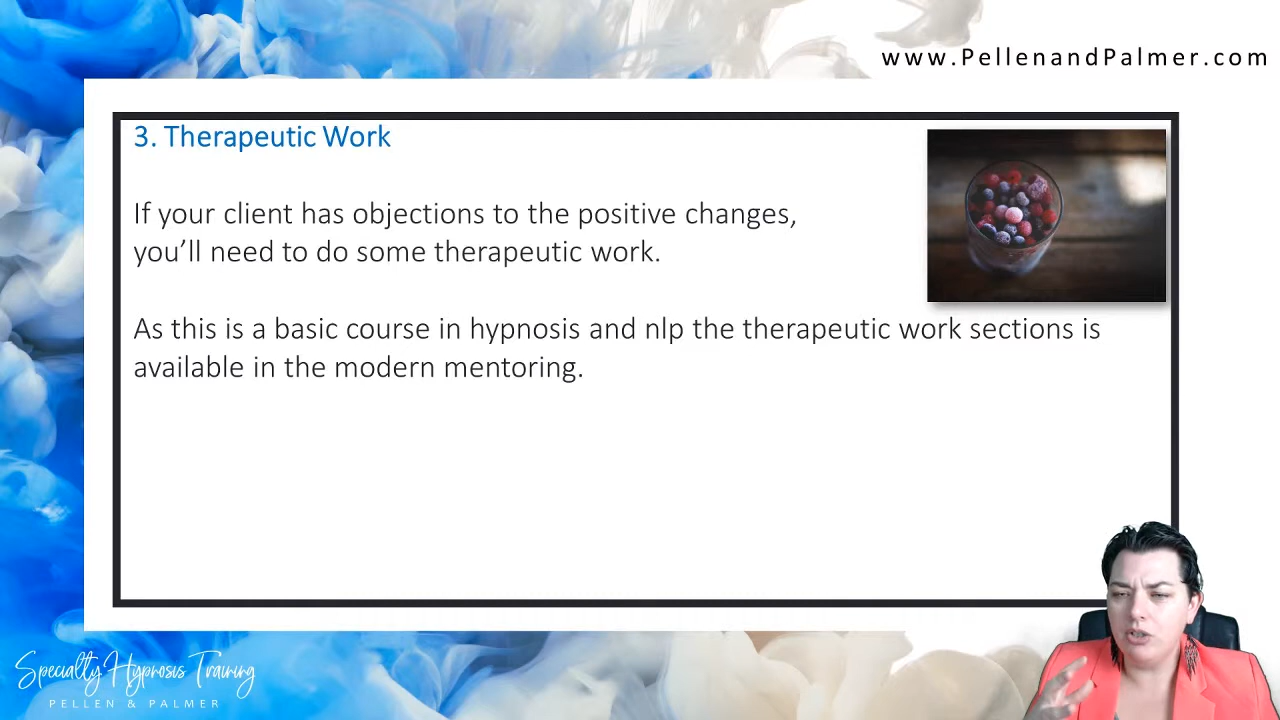 www.PellenandPalmer.com
3. Therapeutic Work
If your client has objections to the positive changes,
you’ll need to do some therapeutic work.
As this is a basic course in hypnosis and nlp the therapeutic work sections is
available in the modern mentoring.
Specialty Hypnosis Training
PELLEN & PALMER